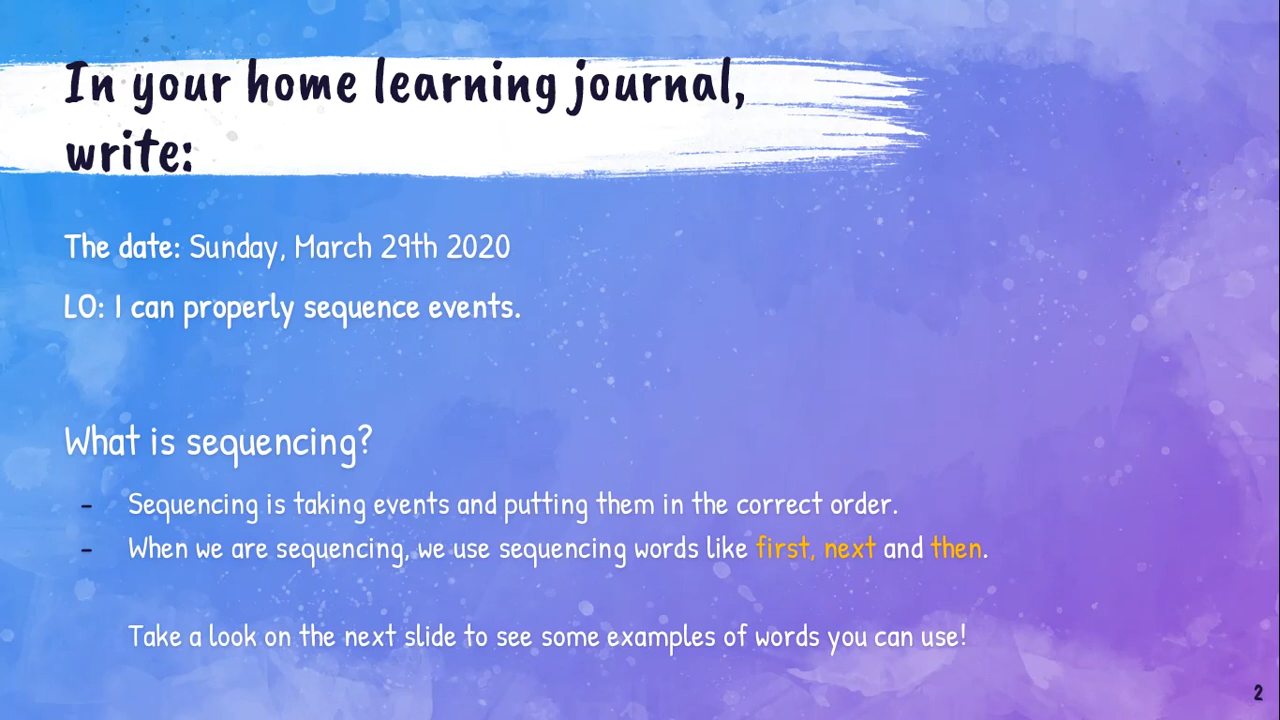 In your home learning journal,
write:
The date: Sunday, March 29th 2020
LO: I can properly sequence events.
What is sequencing?
- Sequencing is taking events and putting them in the correct order.
- When we are sequencing, we use sequencing words like first, next and then.
Take a look on the next slide to see some examples of words you can use!
2